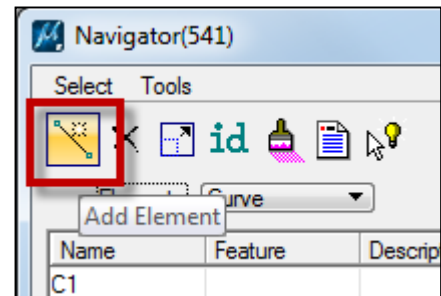 Navigator(541)
Select Tools
id
Curve
Add Element
Name Feature Descrip
C1